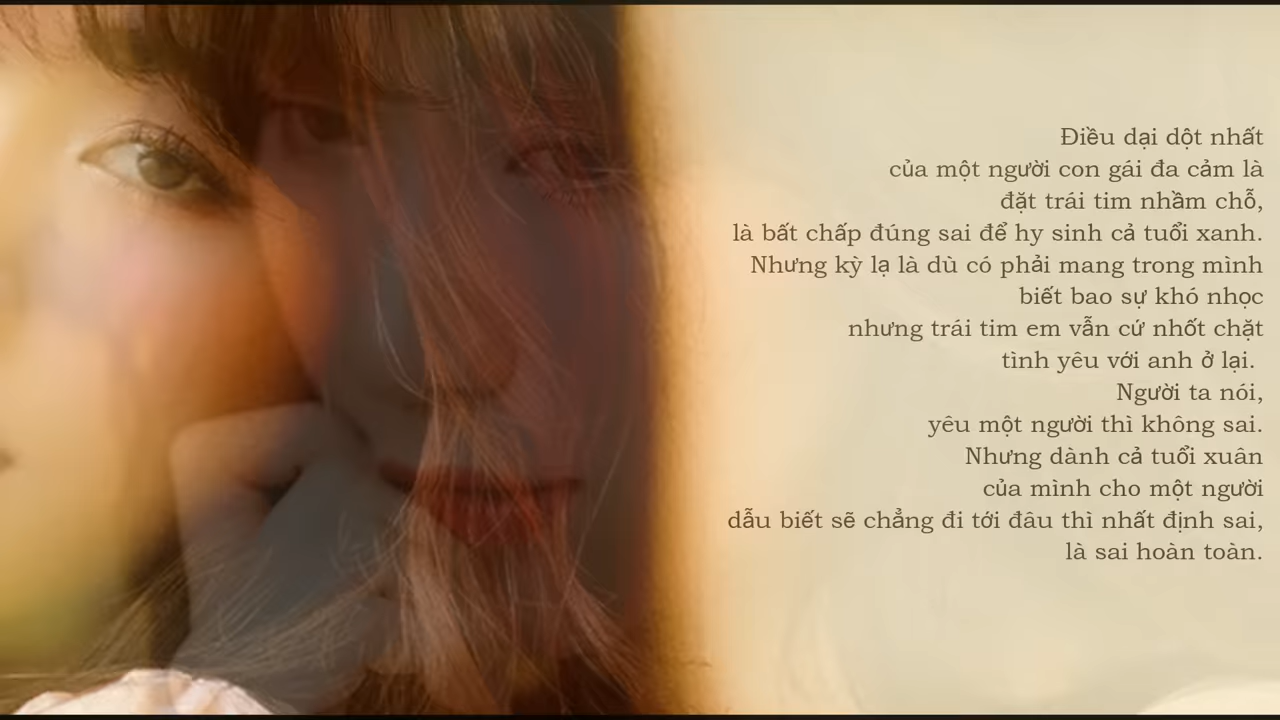 Điều dại dột nhất
của một người con gái đa cảm là
đặt trái tim nhầm chỗ,
là bất chấp đúng sai để hy sinh cả tuổi xanh.
Nhưng kỳ lạ là dù có phải mang trong mình
biết bao sự khó nhọc
nhưng trái tim em vẫn cứ nhốt chặt
tình yêu với anh ở lại.
Người ta nói,
yêu một người thì không sai.
Nhưng dành cả tuổi xuân
của mình cho một người
dẫu biết sẽ chẳng đi tới đâu thì nhất định sai,
là sai hoàn toàn.